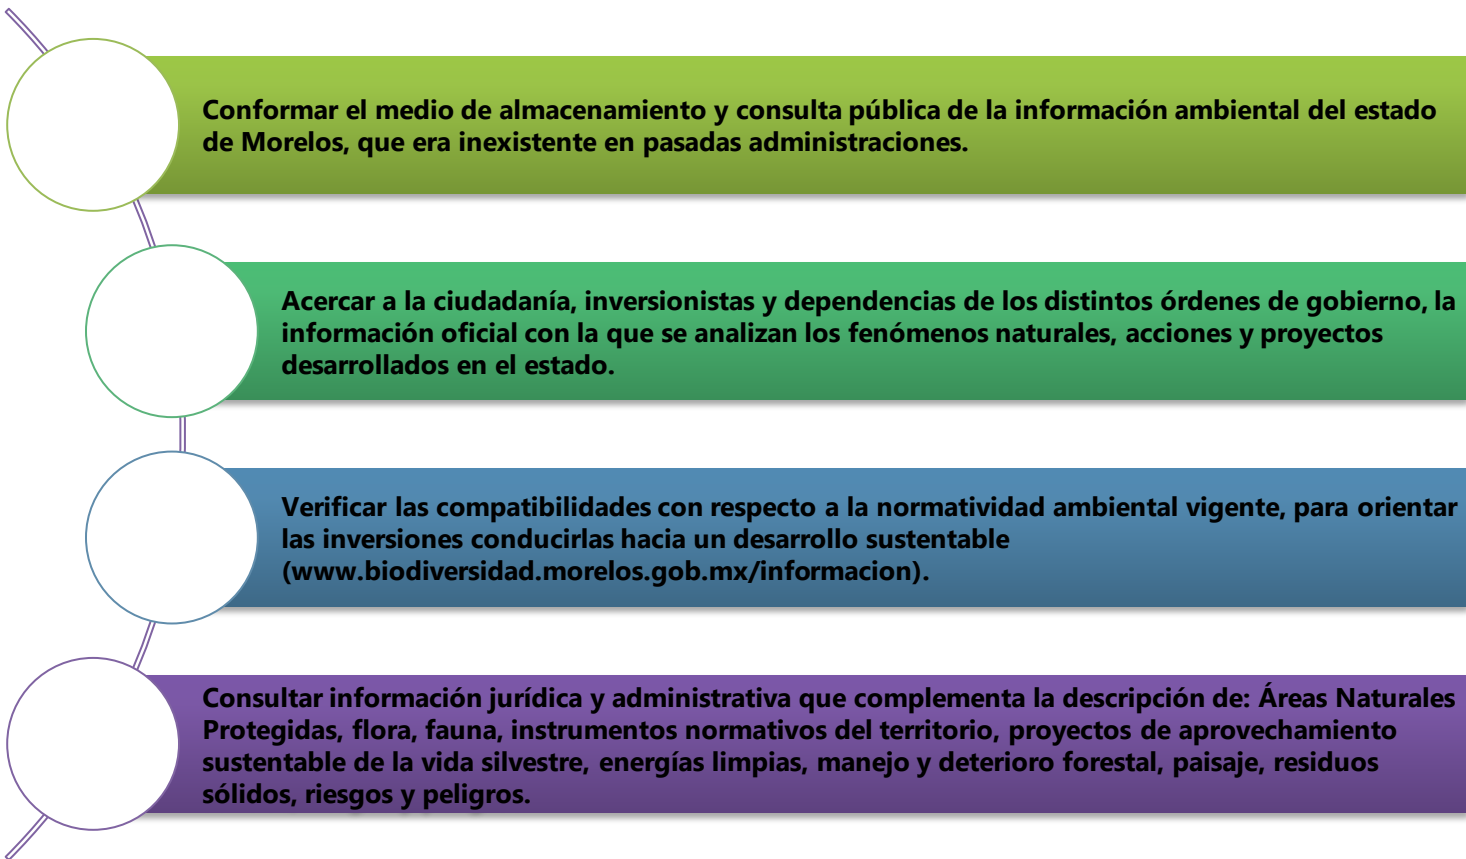 Conformar el medio de almacenamiento y consulta pública de la información ambiental del estado
de Morelos, que era inexistente en pasadas administraciones.
Acercar a la ciudadanía, inversionistas y dependencias de los distintos órdenes de gobierno, la
información oficial con la que se analizan los fenómenos naturales, acciones y proyectos
desarrollados en el estado.
Verificar las compatibilidades con respecto a la normatividad ambiental vigente, para orientar
las inversiones conducirlas hacia un desarrollo sustentable
(www.biodiversidad.morelos.gob.mx/informacion).
Consultar información jurídica y administrativa que complementa la descripción de: Áreas Naturales
Protegidas, flora, fauna, instrumentos normativos del territorio, proyectos de aprovechamiento
sustentable de la vida silvestre, energías limpias, manejo y deterioro forestal, paisaje, residuos
sólidos, riesgos y peligros.